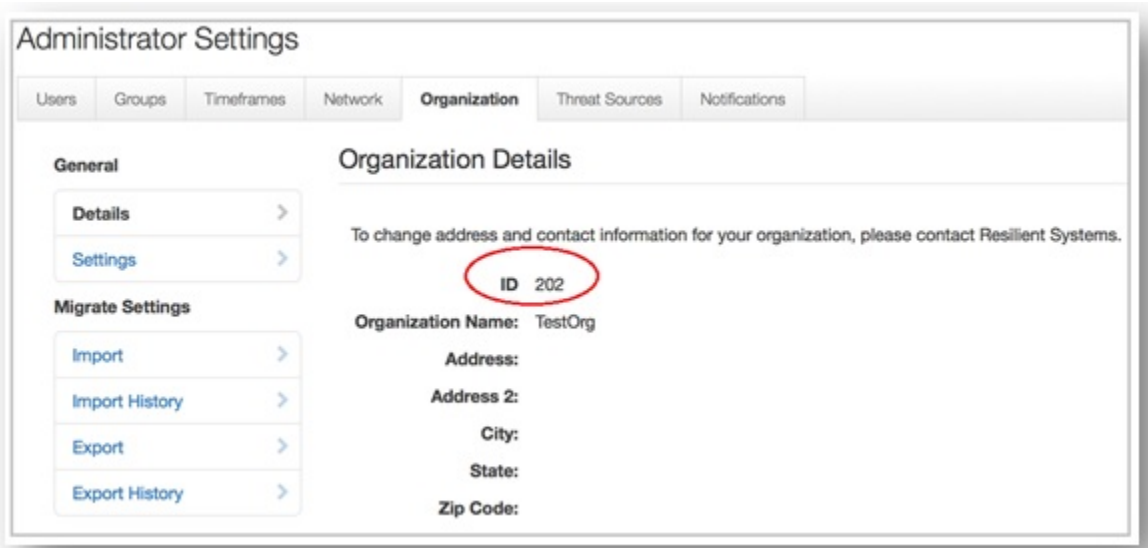 Administrator Settings
Users Groups Timeframes Network Organization Threat Sources Notifications
General
Details
Settings
Migrate Settings
Import
Import History
Export
Export History
Organization Details
To change address and contact information for your organization, please contact Resilient Systems.
ID 202
Organization Name: TestOrg
Address:
Address 2:
City:
State:
Zip Code: